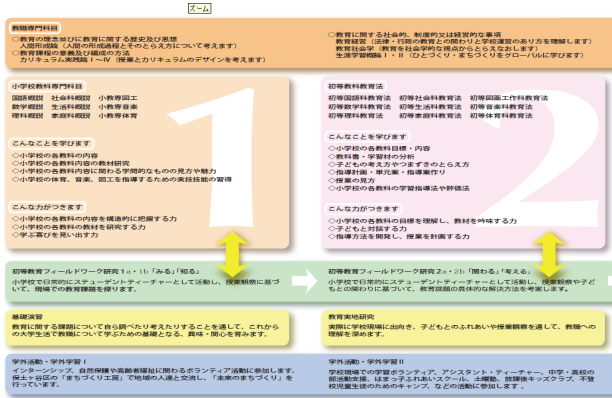 ズーム
教職専門科目
◇教育の理念並びに教育に関する歴史及び思想
人間形成論（人間の形成過程とそのとらえ方について考えます）
◇教育課程の意義及び編成の方法
カリキュラム実践論Ⅰ～Ⅳ（授業とカリキュラムのデザインを考えます）
◇教育に関する社会的、制度的又は経営的な事項
教育経営（法律・行政の教育との関わりと学校運営のあり方を理解します）
教育社会学（教育を社会学的な視点からとらえなおします）
生涯学習概論Ⅰ・Ⅱ（ひとづくり・まちづくりをグローバルに学びます）
小学校教科専門科目
国語概説 社会科概説 小教専図工
数学概説 生活科概説 小教専音楽
理科概説 家庭科概説 小教専体育
こんなことを学びます
◇小学校の各教科の内容
◇小学校の各教科内容の教材研究
◇小学校の各教科内容に関わる学問的なものの見方や魅力
◇小学校の体育、音楽、図工を指導するための実技技能の習得
こんな力がつきます
◇小学校の各教科の内容を構造的に把握する力
◇小学校の各教科の教材を研究する力
◇学ぶ喜びを見い出す力
1
初等教科教育法
初等国語科教育法 初等社会科教育法 初等図画工作科教育法
初等数学科教育法 初等生活科教育法 初等音楽科教育法
初等理科教育法 初等家庭科教育法 初等体育科教育法
こんなことを学びます
◇小学校の各教科目標・内容
◇教科書・学習材の分析
◇子どもの考え方やつまずきのとらえ方
◇指導計画・単元案・指導案作り
◇授業の見方
◇小学校の各教科の学習指導法や評価法
こんな力がつきます
◇小学校の各教科の目標を理解し、教材を吟味する力
◇子どもと対話する力
◇指導方法を開発し、授業を計画する力
2
初等教育フィールドワーク研究1a・1b「みる」「知る」
小学校で日常的にスチューデントティーチャーとして活動し、授業観察に基づ
いて、現場での教育課題を探ります。
初等教育フィールドワーク研究2a・2b「関わる」「考える」
小学校で日常的にスチューデントティーチャーとして活動し、授業観察や子ど
もとの関わりに基づいて、教育課題の具体的な解決方法を考案します。
基礎演習
教育に関する課題について自ら調べたり考えたりすることを通して、これから
の大学生活で教職について学ぶための基礎となる、興味・関心を育みます。
教育実地研究
実際に学校現場に出向き、子どもとのふれあいや授業観察を通して、教職への
理解を深めます。
学外活動・学外学習Ⅰ
インターンシップ、自然保護や高齢者福祉に関わるボランティア活動に参加します。
保土ヶ谷区の「まちづくり工房」で地域の人達と交流し、「未来のまちづくり」を
行っています。
学外活動・学外学習Ⅱ
学校現場での学習ボランティア、アシスタント・ティーチャー、中学・高校の
部活動支援、はまっ子ふれあいスクール、土曜塾、放課後キッズクラブ、不登
校児童生徒のためのキャンプ、などの活動に参加します。